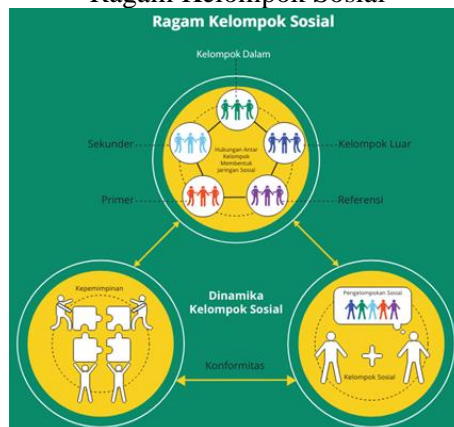 Ragam Kelompok Sosial
Ragam Kelompok Sosial
Kelompok Dalam
Sekunder
Kelompok Luar
Hukungan Antar
Kelompok
Membentuk
Jaringan Sosial
Primer
Referensi
Kepemimpinan
Dinamika
Kelompok Sosial
Pengelompokan Sosial
Kelompok Sosial
Konformitas